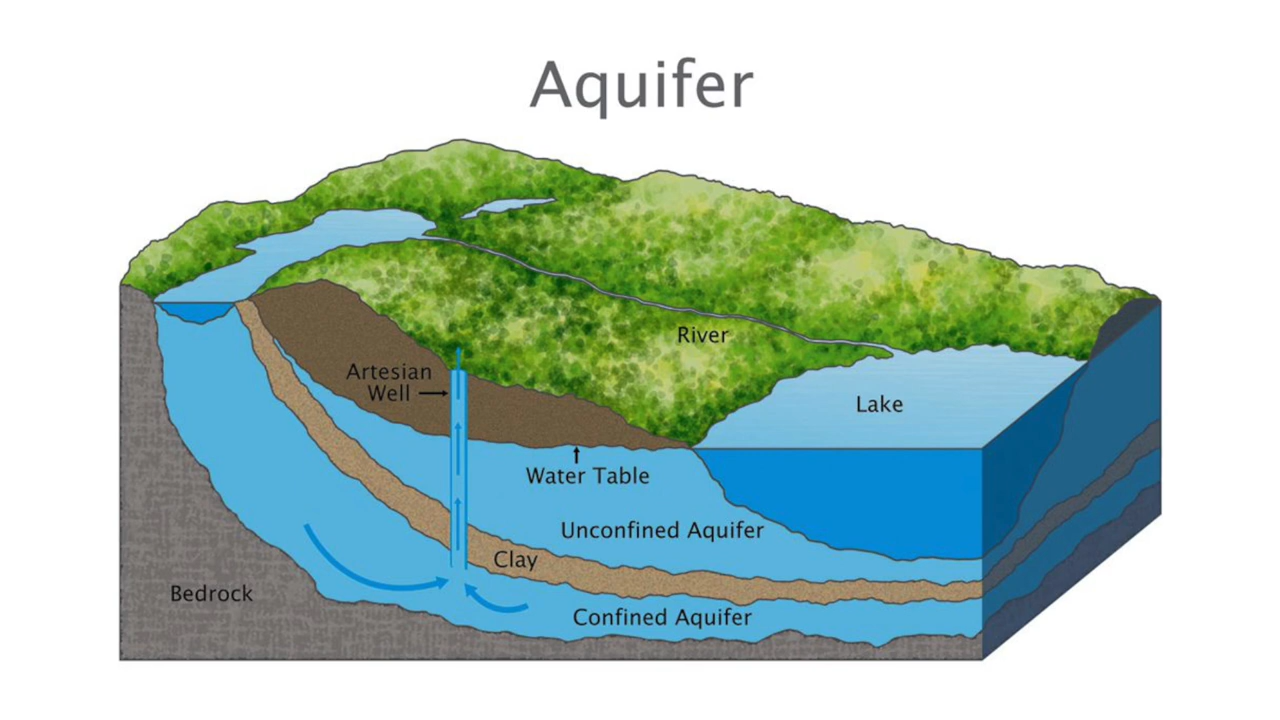 Aquifer
River
Artesian
Well
Lake
Water Table
Unconfined Aquifer
Clay
Bedrock
Confined Aquifer